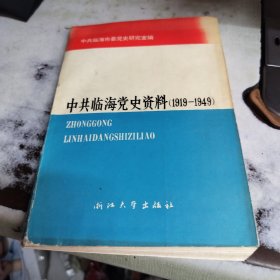 中共临海市委党史研究室编
中共临海党史资料(1919-1949)
ZHONGGONG
LINHAIDANGSHIZILIAO
浙江大学出版社